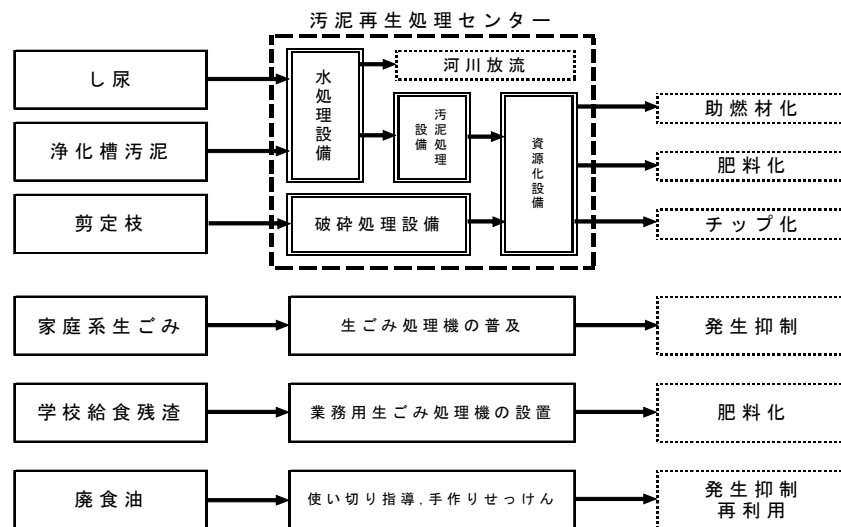 汚泥再生処理センター
し尿
水処理設備
河川放流
浄化槽汚泥
汚泥処理
設備
資源化設備
助燃材化
肥料化
剪定枝
破砕処理設備
チップ化
家庭系生ごみ
生ごみ処理機の普及
発生抑制
学校給食残渣
業務用生ごみ処理機の設置
肥料化
廃食油
使い切り指導,手作りせっけん
発生抑制
再利用